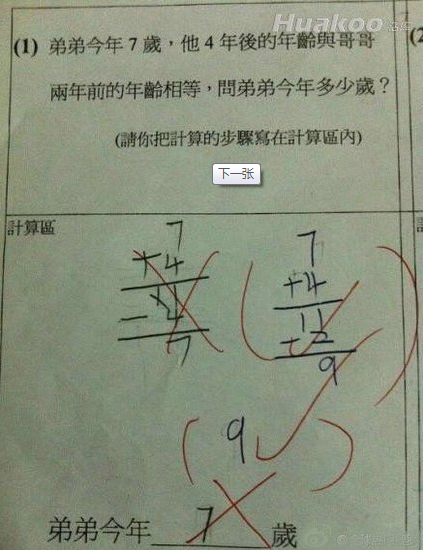 Huakoo
(1) 弟弟今年 7 歲，他 4 年後的年齡與哥哥
兩年前的年齡相等，問弟弟今年多少歲？
(請你把計算的步驟寫在計算區內)
(2
下一张
計算區
7
+4
11
-4
7
7
+4
11
+2
9
(9)
弟弟今年 7 歲